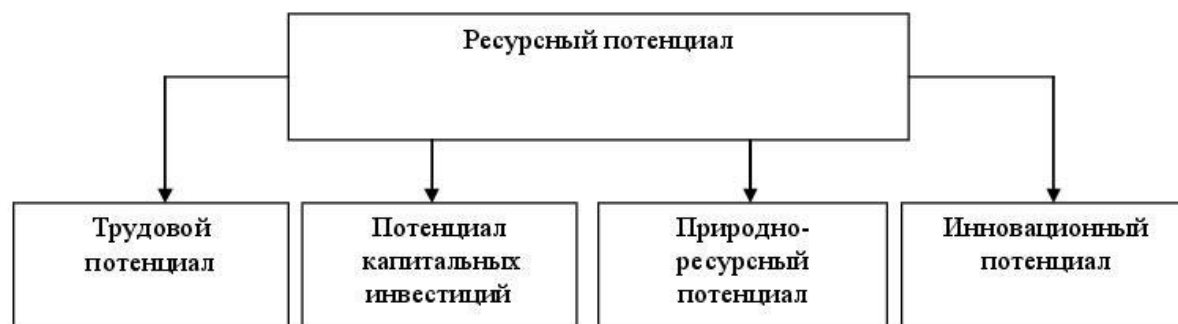 Ресурсный потенциал
Трудовой
потенциал
Потенциал
капитальных
инвестиций
Природно-
ресурсный
потенциал
Инновационный
потенциал